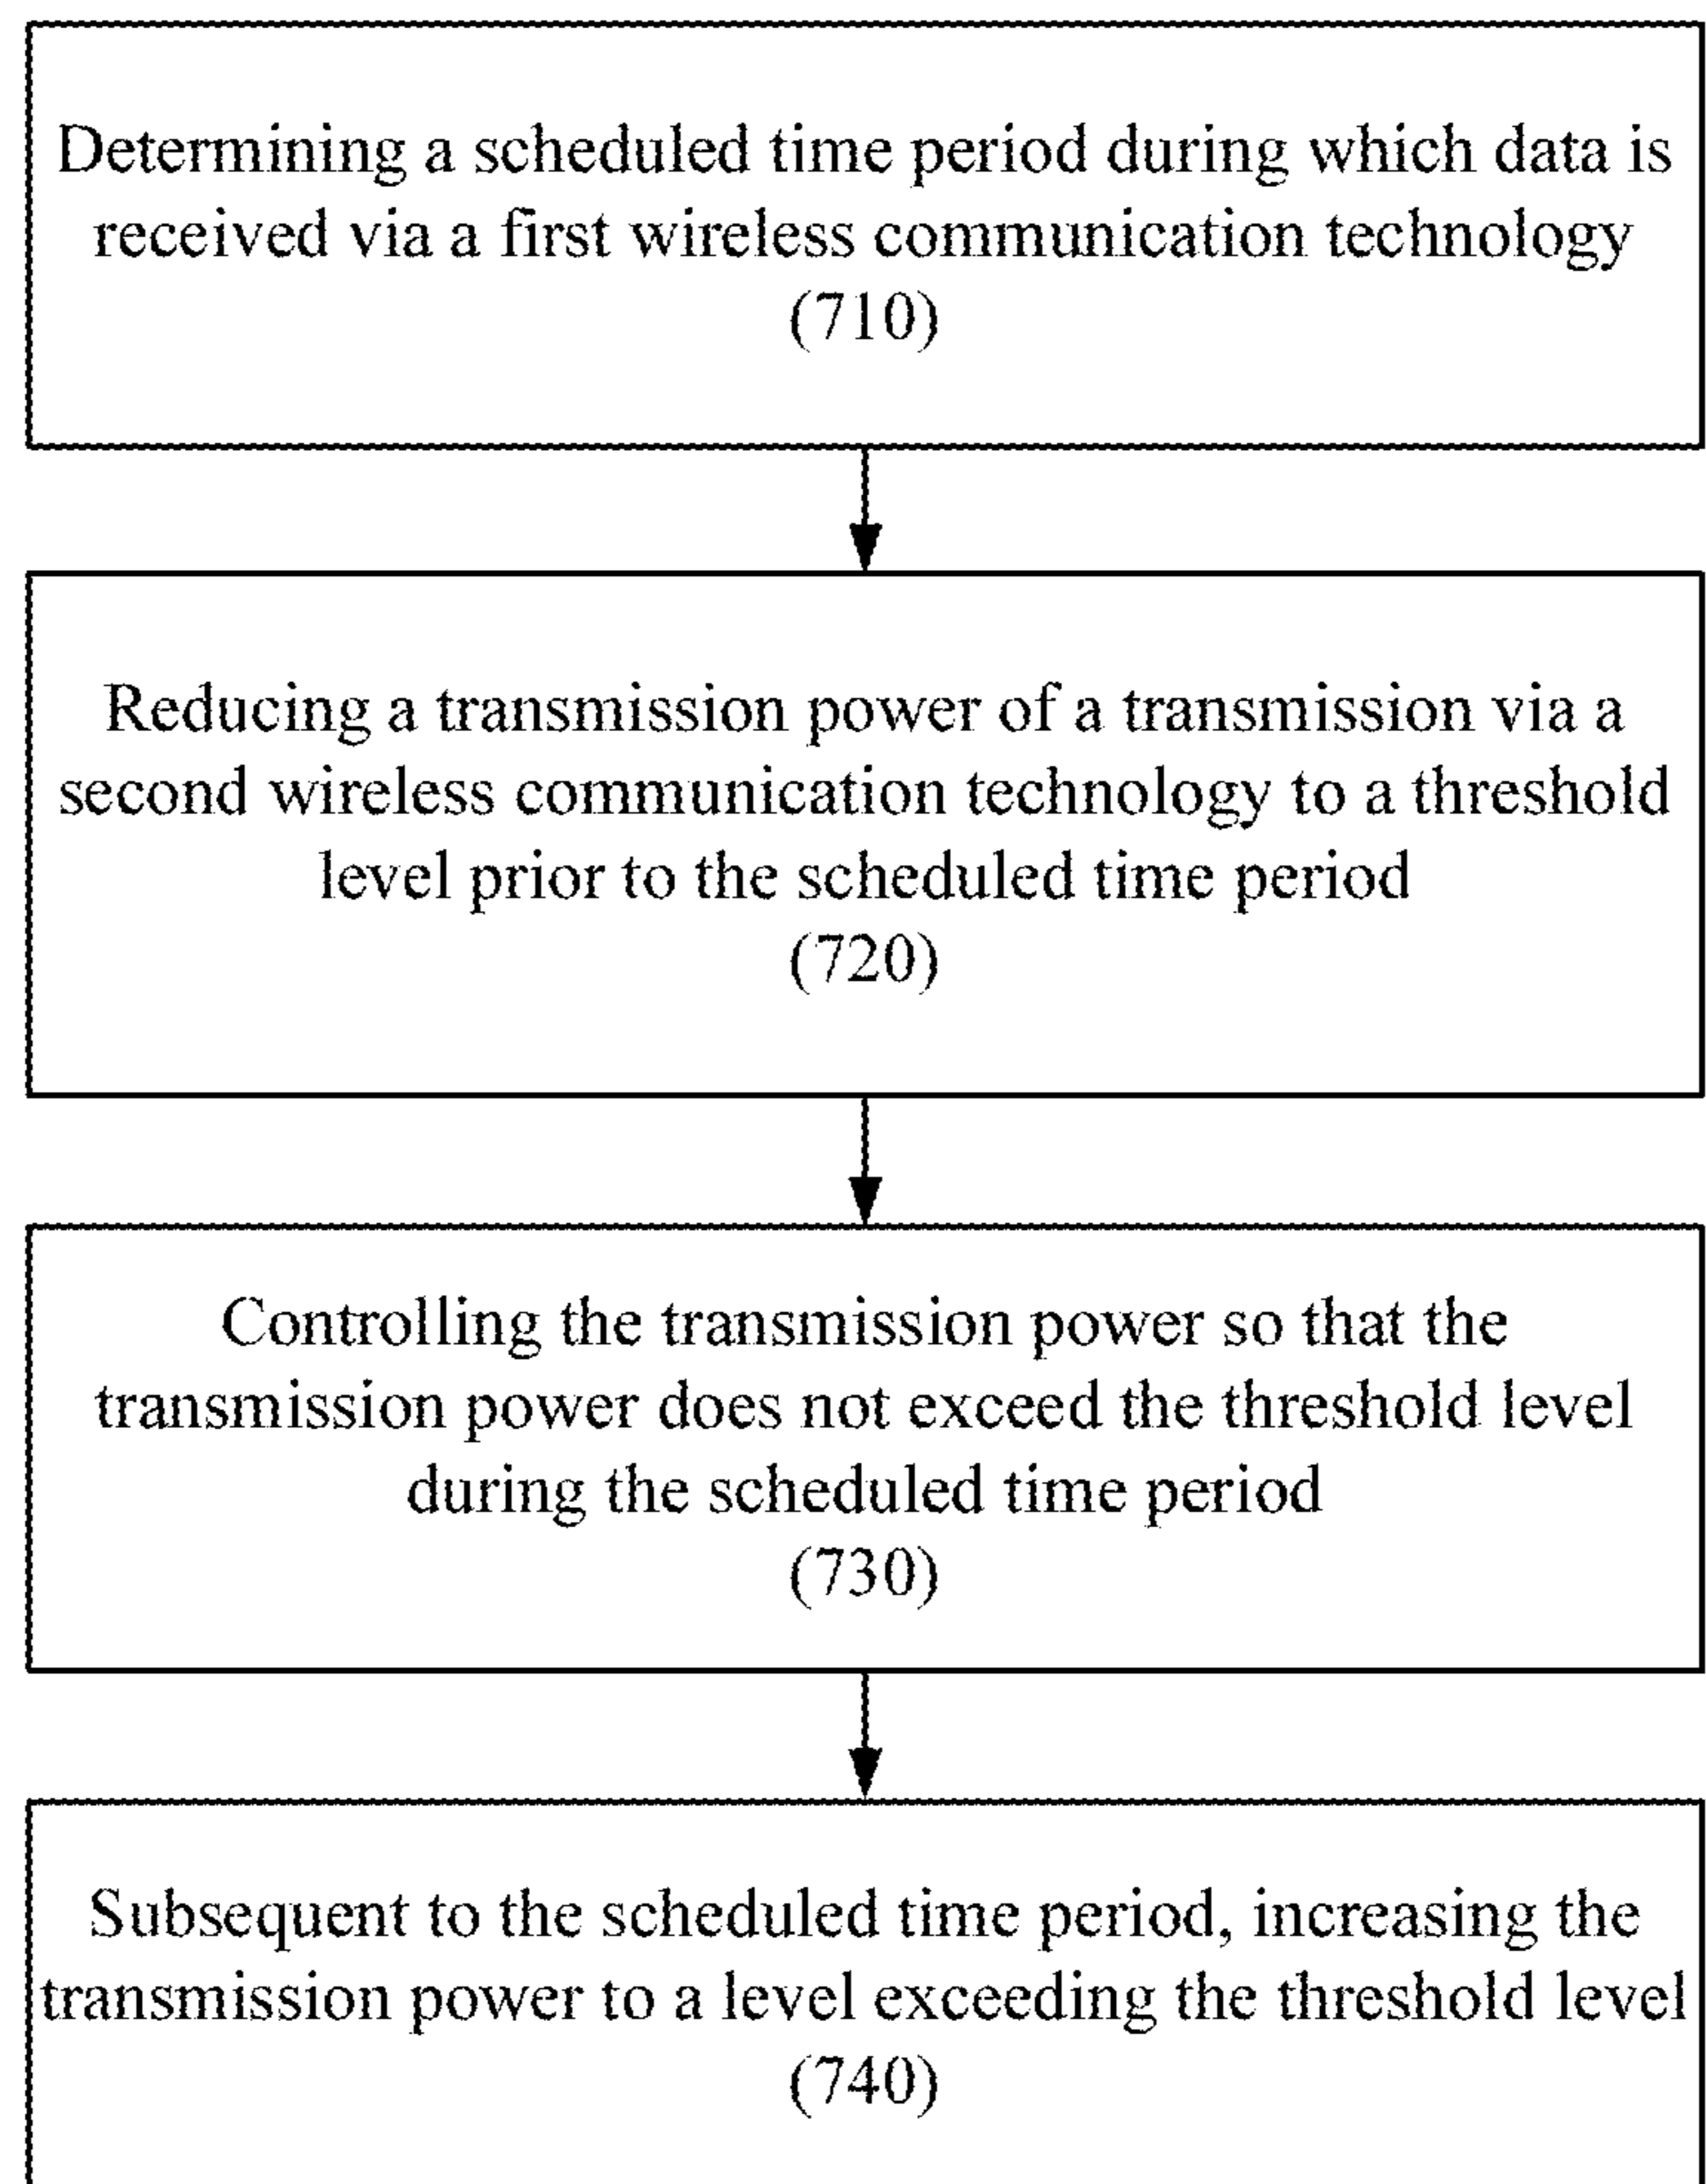 Determining a scheduled time period during which data is
received via a first wireless communication technology
(710)
Reducing a transmission power of a transmission via a
second wireless communication technology to a threshold
level prior to the scheduled time period
(720)
Controlling the transmission power so that the
transmission power does not exceed the threshold level
during the scheduled time period
(730)
Subsequent to the scheduled time period, increasing the
transmission power to a level exceeding the threshold level
(740)